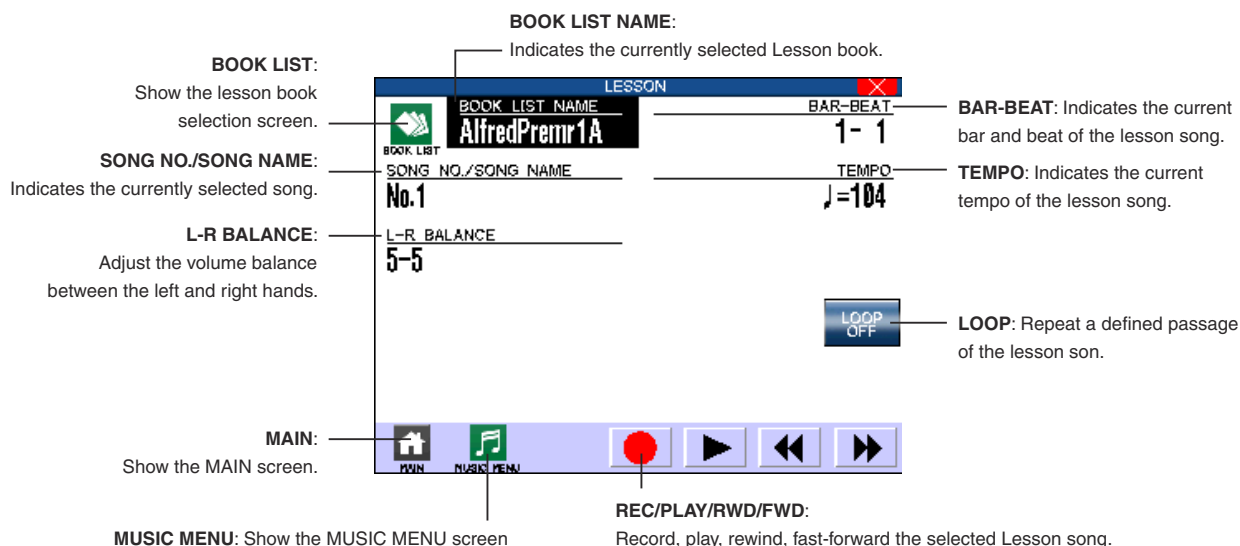 BOOK LIST NAME:
Indicates the currently selected Lesson book.
BOOK LIST:
Show the lesson book
selection screen.
SONG NO./SONG NAME:
Indicates the currently selected song.
L-R BALANCE:
Adjust the volume balance
between the left and right hands.
LESSON
BOOK LIST
BOOK LIST NAME
AlfredPremr1A
BAR-BEAT
1- 1
SONG NO./SONG NAME
No.1
TEMPO
♩=104
L-R BALANCE
5-5
LOOP
OFF
MAIN
MUSIC MENU
BAR-BEAT: Indicates the current
bar and beat of the lesson song.
TEMPO: Indicates the current
tempo of the lesson song.
LOOP: Repeat a defined passage
of the lesson son.
MAIN:
Show the MAIN screen.
MUSIC MENU: Show the MUSIC MENU screen
REC/PLAY/RWD/FWD:
Record, play, rewind, fast-forward the selected Lesson song.